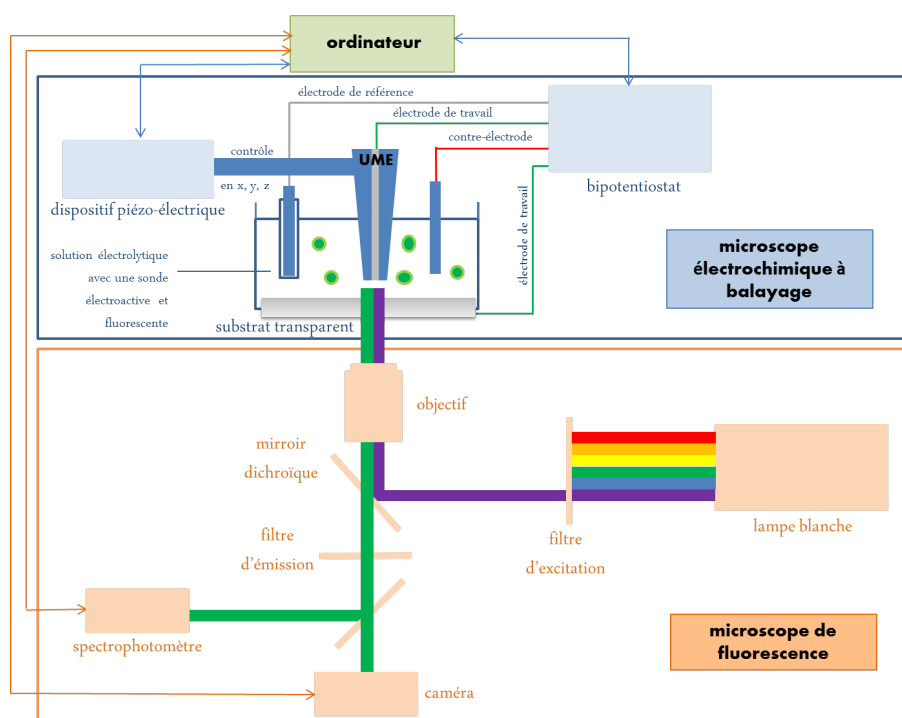 ordinateur
électrode de référence
électrode de travail
contre-électrode
UME
contrôle
en x, y, z
dispositif piézo-électrique
bipotentiostat
électrode de travail
solution électrolytique
avec une sonde
électroactive et
fluorescente
microscope
électrochimique à
balayage
substrat transparent
objectif
mirroir
dichroïque
filtre
d'émission
filtre
d'excitation
lampe blanche
spectrophotomètre
caméra
microscope de
fluorescence